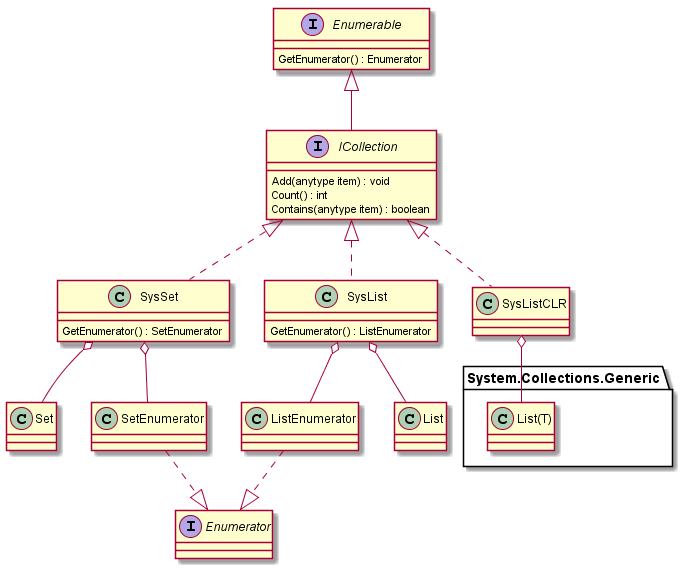 I Enumerable
GetEnumerator() : Enumerator
I ICollection
Add(anytype item) : void
Count() : int
Contains(anytype item) : boolean
C SysSet
GetEnumerator() : SetEnumerator
C SysList
GetEnumerator() : ListEnumerator
C SysListCLR
System.Collections.Generic
C Set
C SetEnumerator
C ListEnumerator
C List
C List(T)
I Enumerator